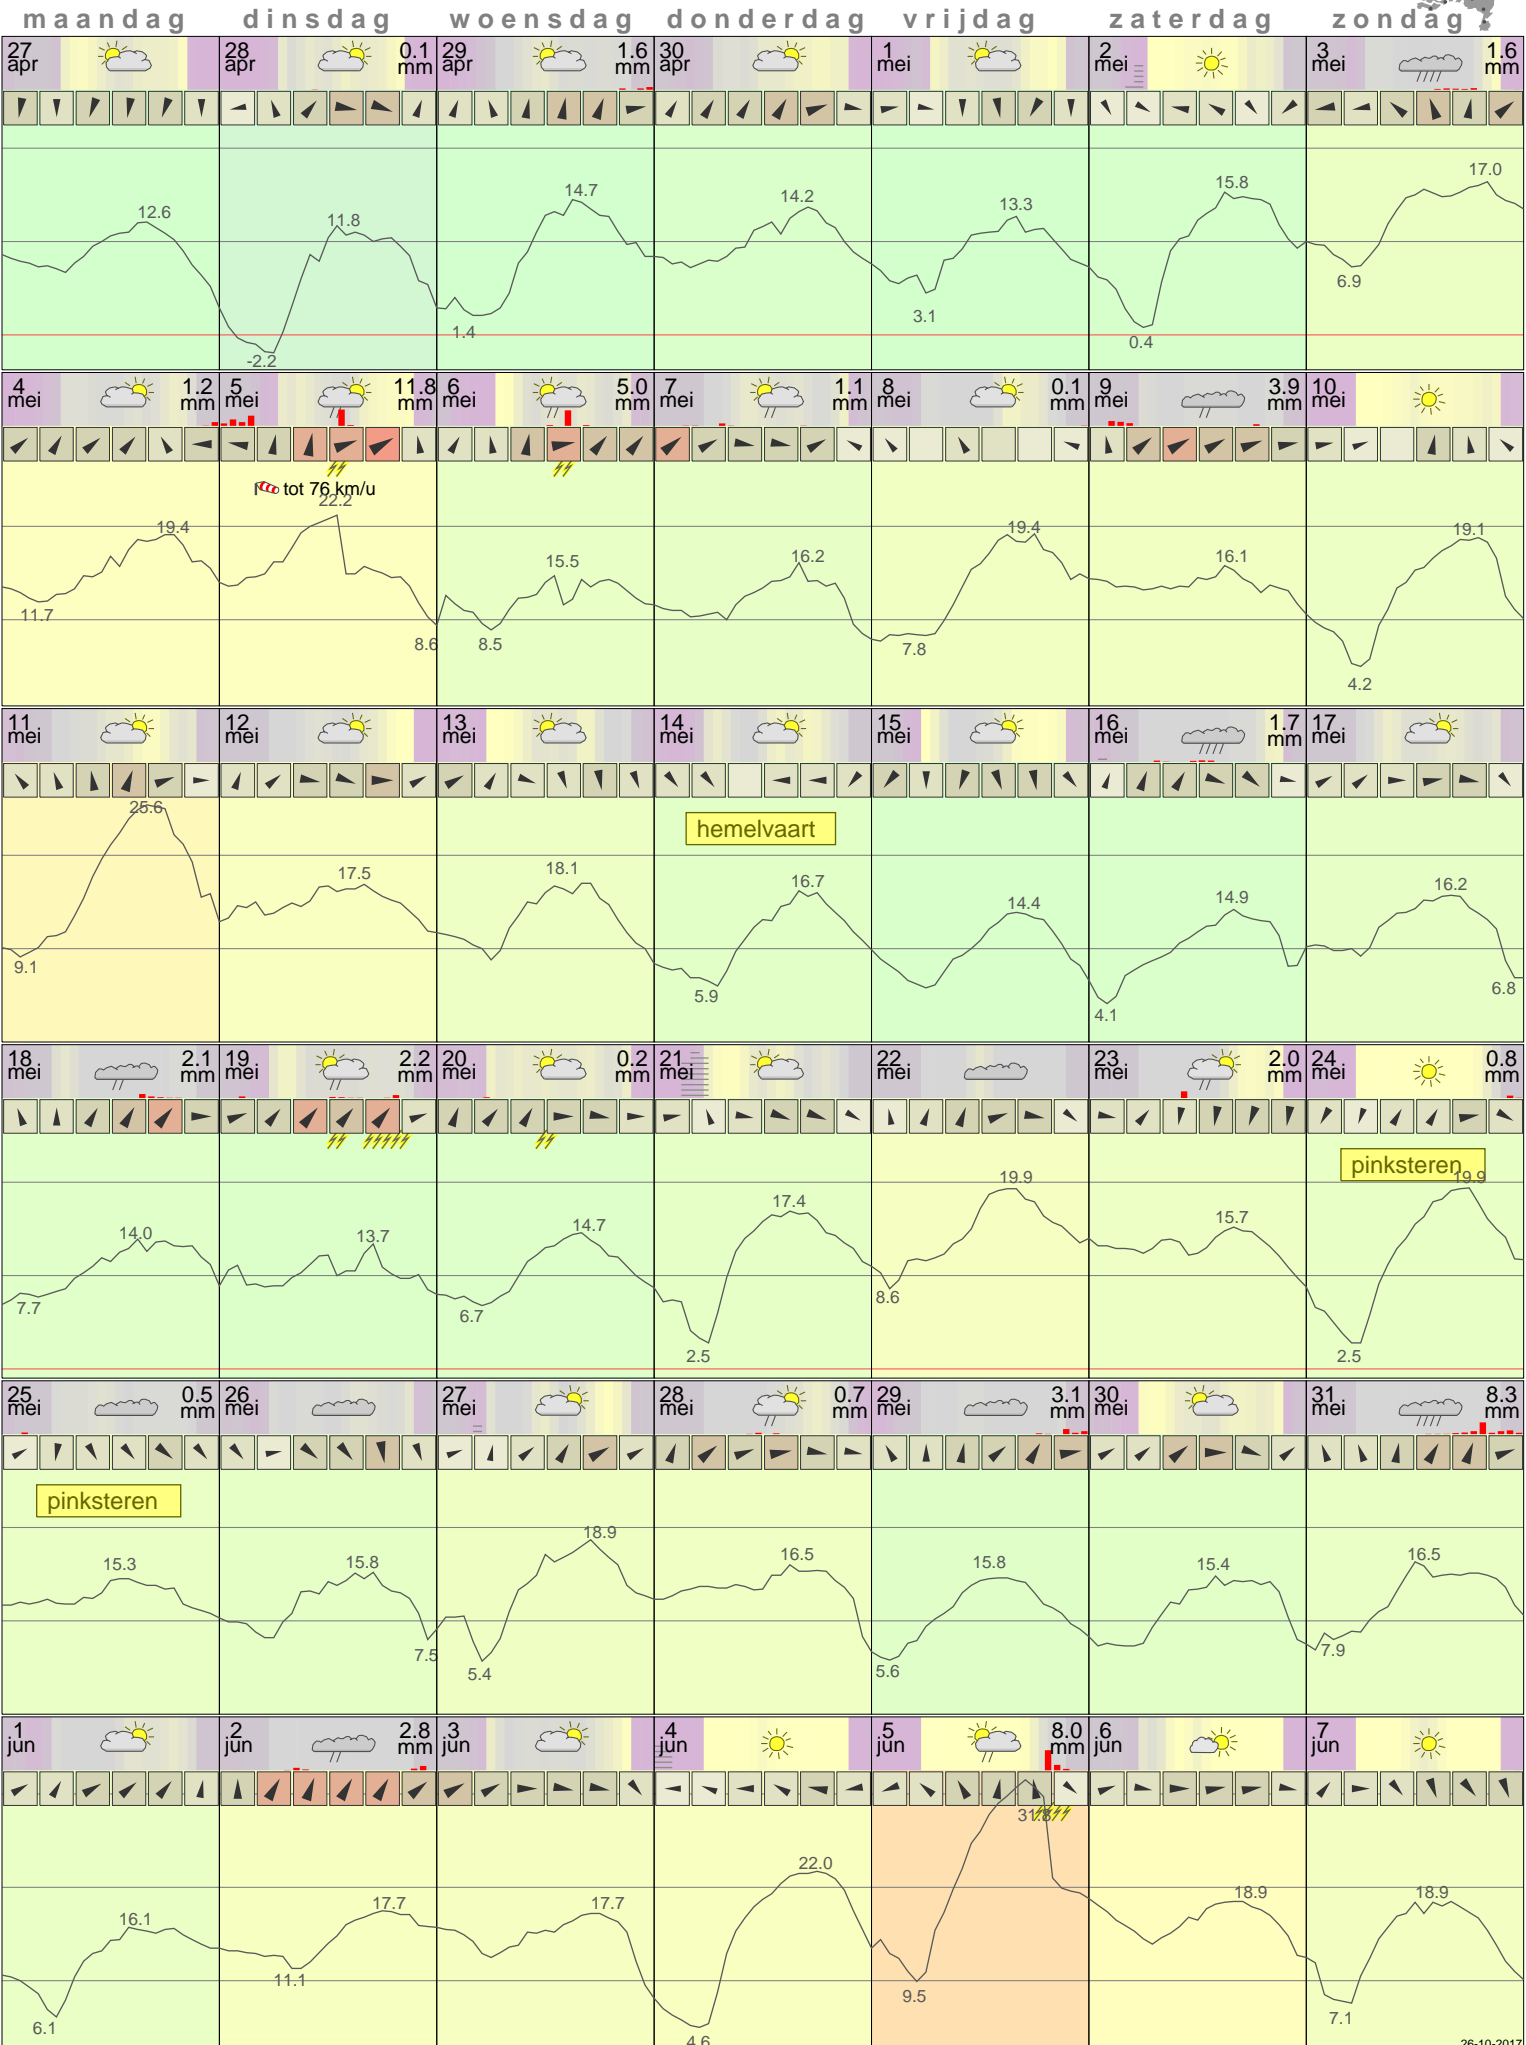 maandag dinsdag woensdag donderdag vrijdag zaterdag zondag
27 apr
28 apr 0.1 mm
29 apr 1.6 mm
30 apr
1 mei
2 mei
3 mei 1.6 mm
12.6
-2.2 11.8
1.4 14.7
14.2
3.1 13.3
0.4 15.8
6.9 17.0
4 mei 1.2 mm
5 mei 11.8 mm
6 mei 5.0 mm
7 mei 1.1 mm
8 mei 0.1 mm
9 mei 3.9 mm
10 mei
tot 76 km/u
11.7 19.4
22.2 8.6
8.5 15.5
16.2
7.8 19.4
16.1
4.2 19.1
11 mei
12 mei
13 mei
14 mei
15 mei
16 mei 1.7 mm
17 mei
hemelvaart
9.1 25.6
17.5
18.1
5.9 16.7
14.4
4.1 14.9
16.2 6.8
18 mei 2.1 mm
19 mei 2.2 mm
20 mei 0.2 mm
21 mei
22 mei
23 mei 2.0 mm
24 mei 0.8 mm
pinksteren
7.7 14.0
13.7
6.7 14.7
2.5 17.4
8.6 19.9
15.7
2.5 19.9
25 mei 0.5 mm
26 mei
27 mei
28 mei 0.7 mm
29 mei 3.1 mm
30 mei
31 mei 8.3 mm
pinksteren
15.3
15.8 7.5
5.4 18.9
16.5
5.6 15.8
15.4
7.9 16.5
1 jun
2 jun 2.8 mm
3 jun
4 jun
5 jun 8.0 mm
6 jun
7 jun
6.1 16.1
11.1 17.7
17.7
4.6 22.0
9.5 31.8
18.9
7.1 18.9
26-10-2017